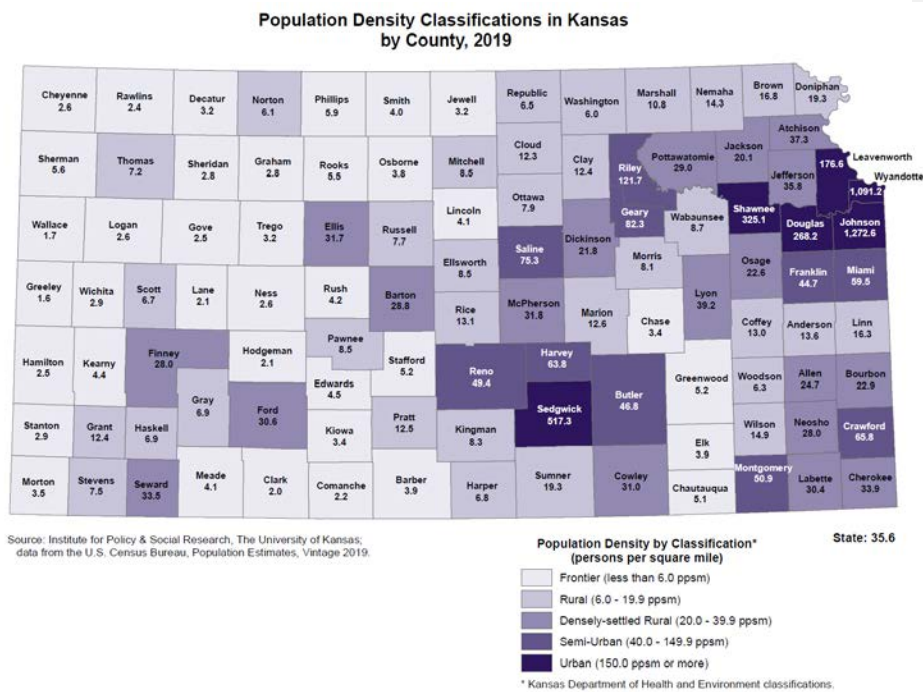 Population Density Classifications in Kansas
by County, 2019
Cheyenne
2.6
Rawlins
2.4
Decatur
3.2
Norton
6.1
Phillips
5.9
Smith
4.0
Jewell
3.2
Republic
6.5
Washington
6.0
Marshall
10.8
Nemaha
14.3
Brown
16.8
Doniphan
19.3
Sherman
5.6
Thomas
7.2
Sheridan
2.8
Graham
2.8
Rooks
5.5
Osborne
3.8
Mitchell
8.5
Cloud
12.3
Clay
12.4
Riley
121.7
Pottawatomie
29.0
Jackson
20.1
Atchison
37.3
Jefferson
35.8
176.6
Leavenworth
Wyandotte
1,091.2
Wallace
1.7
Logan
2.6
Gove
2.5
Trego
3.2
Ellis
31.7
Russell
7.7
Lincoln
4.1
Ottawa
7.9
Saline
75.3
Dickinson
21.8
Geary
82.3
Wabaunsee
8.7
Shawnee
325.1
Douglas
268.2
Johnson
1,272.6
Greeley
1.6
Wichita
2.9
Scott
6.7
Lane
2.1
Ness
2.6
Rush
4.2
Barton
28.8
Ellsworth
8.5
Rice
13.1
McPherson
31.8
Marion
12.6
Morris
8.1
Chase
3.4
Lyon
39.2
Osage
22.6
Franklin
44.7
Miami
59.5
Coffey
13.0
Anderson
13.6
Linn
16.3
Hamilton
2.5
Kearny
4.4
Finney
28.0
Hodgeman
2.1
Pawnee
8.5
Stafford
5.2
Edwards
4.5
Reno
49.4
Harvey
63.8
Sedgwick
517.3
Butler
46.8
Greenwood
5.2
Woodson
6.3
Allen
24.7
Bourbon
22.9
Stanton
2.9
Grant
12.4
Haskell
6.9
Gray
6.9
Ford
30.6
Kiowa
3.4
Pratt
12.5
Kingman
8.3
Elk
3.9
Wilson
14.9
Neosho
28.0
Crawford
65.8
Morton
3.5
Stevens
7.5
Seward
33.5
Meade
4.1
Clark
2.0
Comanche
2.2
Barber
3.9
Harper
6.8
Sumner
19.3
Cowley
31.0
Chautauqua
5.1
Montgomery
50.9
Labette
30.4
Cherokee
33.9
Source: Institute for Policy & Social Research, The University of Kansas;
data from the U.S. Census Bureau, Population Estimates, Vintage 2019.
State: 35.6
Population Density by Classification*
(persons per square mile)
Frontier (less than 6.0 ppsm)
Rural (6.0 - 19.9 ppsm)
Densely-settled Rural (20.0 - 39.9 ppsm)
Semi-Urban (40.0 - 149.9 ppsm)
Urban (150.0 ppsm or more)
* Kansas Department of Health and Environment classifications.